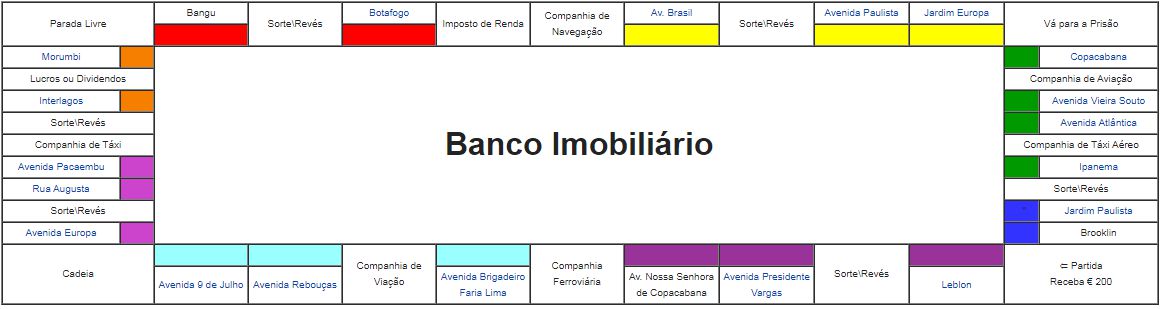 Parada Livre
Bangu
Sorte\Revés
Botafogo
Imposto de Renda
Companhia de
Navegação
Av. Brasil
Sorte\Revés
Avenida Paulista
Jardim Europa
Vá para a Prisão
Morumbi
Copacabana
Lucros ou Dividendos
Companhia de Aviação
Interlagos
Avenida Vieira Souto
Sorte\Revés
Avenida Atlântica
Companhia de Táxi
Companhia de Táxi Aéreo
Banco Imobiliário
Avenida Pacaembu
Ipanema
Rua Augusta
Sorte\Revés
Sorte\Revés
Jardim Paulista
Avenida Europa
Brooklin
Cadeia
Avenida 9 de Julho
Avenida Rebouças
Companhia de
Viação
Avenida Brigadeiro
Faria Lima
Companhia
Ferroviária
Av. Nossa Senhora
de Copacabana
Avenida Presidente
Vargas
Sorte\Revés
Leblon
⇐ Partida
Receba € 200